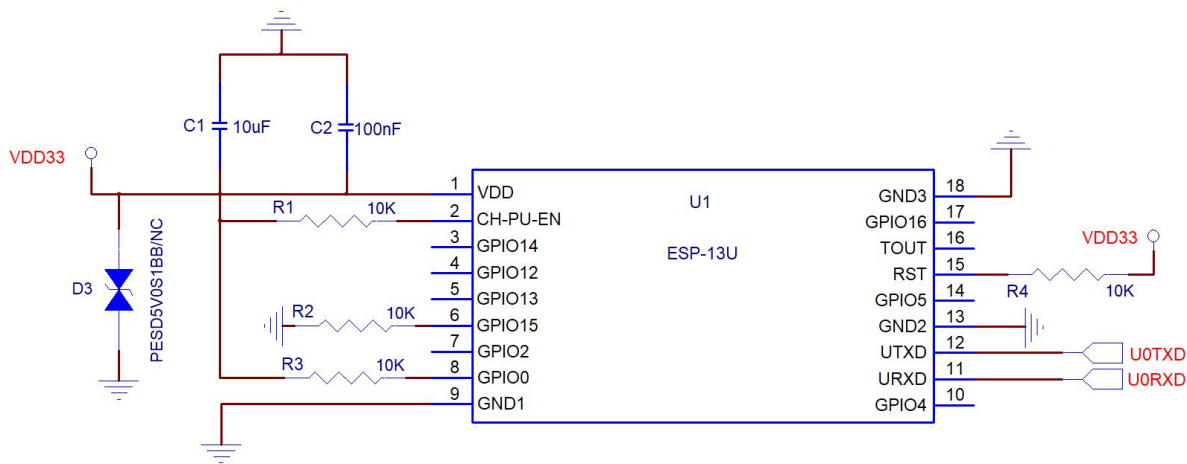 C1 10uF
C2 100nF
VDD33
D3
PESD5V0S1BB/NC
R1 10K
R2 10K
R3 10K
U1
ESP-13U
1 VDD
2 CH-PU-EN
3 GPIO14
4 GPIO12
5 GPIO13
6 GPIO15
7 GPIO2
8 GPIO0
9 GND1
GND3 18
GPIO16 17
TOUT 16
RST 15
GPIO5 14
GND2 13
UTXD 12
URXD 11
GPIO4 10
VDD33
R4 10K
U0TXD
U0RXD